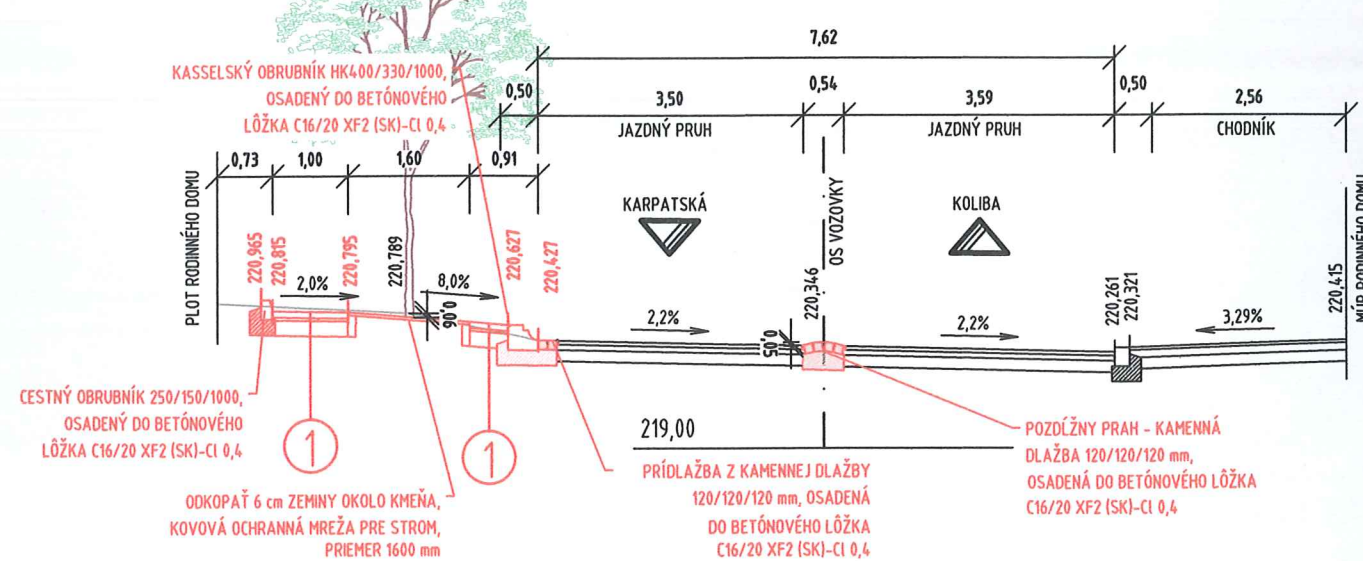 7,62
KASSELSKÝ OBRUBNÍK HK400/330/1000,
OSADENÝ DO BETÓNOVÉHO
LÔŽKA C16/20 XF2 (SK)-Cl 0,4
0,50
3,50
0,54
3,59
0,50
2,56
JAZDNÝ PRUH
JAZDNÝ PRUH
CHODNÍK
0,73
1,00
1,60
0,91
PLOT RODINNÉHO DOMU
KARPATSKÁ
OS VOZOVKY
KOLIBA
MÚR RODINNÉHO DOMU
220,965
220,815
220,795
220,789
220,627
220,427
220,346
220,261
220,321
220,415
2,0%
8,0%
0,06
2,2%
0,05
2,2%
3,29%
CESTNÝ OBRUBNÍK 250/150/1000,
OSADENÝ DO BETÓNOVÉHO
LÔŽKA C16/20 XF2 (SK)-Cl 0,4
1
1
219,00
ODKOPAŤ 6 cm ZEMINY OKOLO KMEŇA,
KOVOVÁ OCHRANNÁ MREŽA PRE STROM,
PRIEMER 1600 mm
PRÍDLAŽBA Z KAMENNEJ DLAŽBY
120/120/120 mm, OSADENÁ
DO BETÓNOVÉHO LÔŽKA
C16/20 XF2 (SK)-Cl 0,4
POZDĹŽNY PRAH - KAMENNÁ
DLAŽBA 120/120/120 mm,
OSADENÁ DO BETÓNOVÉHO LÔŽKA
C16/20 XF2 (SK)-Cl 0,4